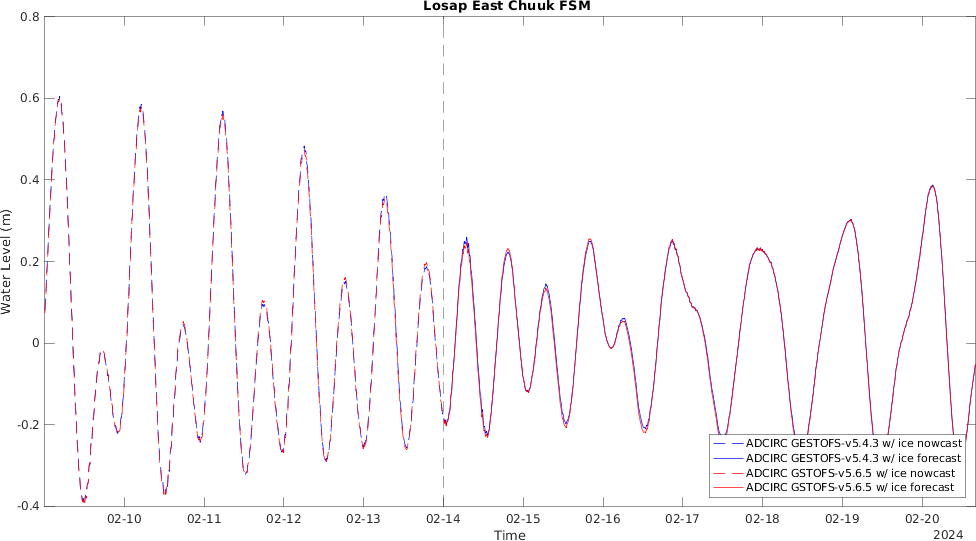 Losap East Chuuk FSM
Water Level (m)
0.8
0.6
0.4
0.2
0
-0.2
-0.4
ADCIRC GESTOFS-v5.4.3 w/ ice nowcast
ADCIRC GESTOFS-v5.4.3 w/ ice forecast
ADCIRC GSTOFS-v5.6.5 w/ ice nowcast
ADCIRC GSTOFS-v5.6.5 w/ ice forecast
02-10 02-11 02-12 02-13 02-14 02-15 02-16 02-17 02-18 02-19 02-20
Time
2024